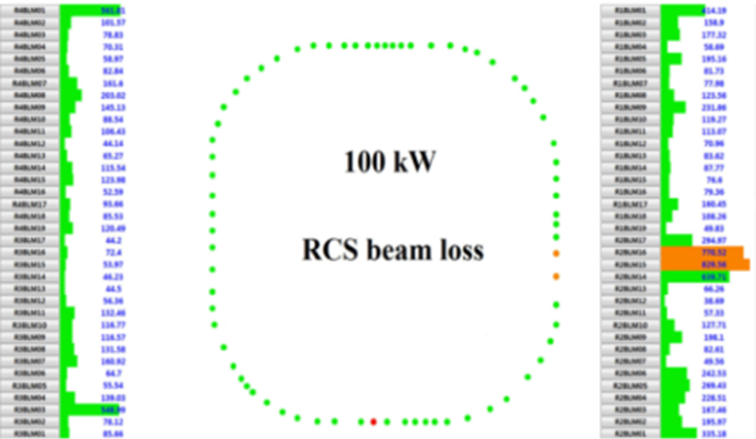 R4BLM01
R4BLM02 101.57
R4BLM03 78.83
R4BLM04 70.31
R4BLM05 58.97
R4BLM06 82.84
R4BLM07 161.6
R4BLM08 203.02
R4BLM09 145.13
R4BLM10 88.54
R4BLM11 106.43
R4BLM12 44.14
R4BLM13 65.27
R4BLM14 115.54
R4BLM15 123.98
R4BLM16 52.59
R4BLM17 93.66
R4BLM18 85.53
R4BLM19 120.49
R3BLM17 44.2
R3BLM16 72.4
R3BLM15 53.97
R3BLM14 46.23
R3BLM13 44.5
R3BLM12 56.36
R3BLM11 132.46
R3BLM10 116.77
R3BLM09 116.57
R3BLM08 131.58
R3BLM07 160.92
R3BLM06 64.7
R3BLM05 55.54
R3BLM04 139.03
R3BLM03
R3BLM02 78.12
R3BLM01 85.66
100 kW
RCS beam loss
R1BLM01 414.19
R1BLM02 158.9
R1BLM03 177.32
R1BLM04 58.69
R1BLM05 195.16
R1BLM06 81.73
R1BLM07 77.98
R1BLM08 123.56
R1BLM09 231.86
R1BLM10 119.27
R1BLM11 113.07
R1BLM12 70.96
R1BLM13 83.62
R1BLM14 87.77
R1BLM15 76.6
R1BLM16 79.36
R1BLM17 160.45
R1BLM18 108.26
R1BLM19 49.83
R2BLM17 294.97
R2BLM16 770.52
R2BLM15 829.56
R2BLM14 639.71
R2BLM13 66.26
R2BLM12 38.69
R2BLM11 57.33
R2BLM10 127.71
R2BLM09 198.1
R2BLM08 82.61
R2BLM07 49.56
R2BLM06 242.53
R2BLM05 269.43
R2BLM04 228.51
R2BLM03 167.46
R2BLM02 195.97
R2BLM01 335.18